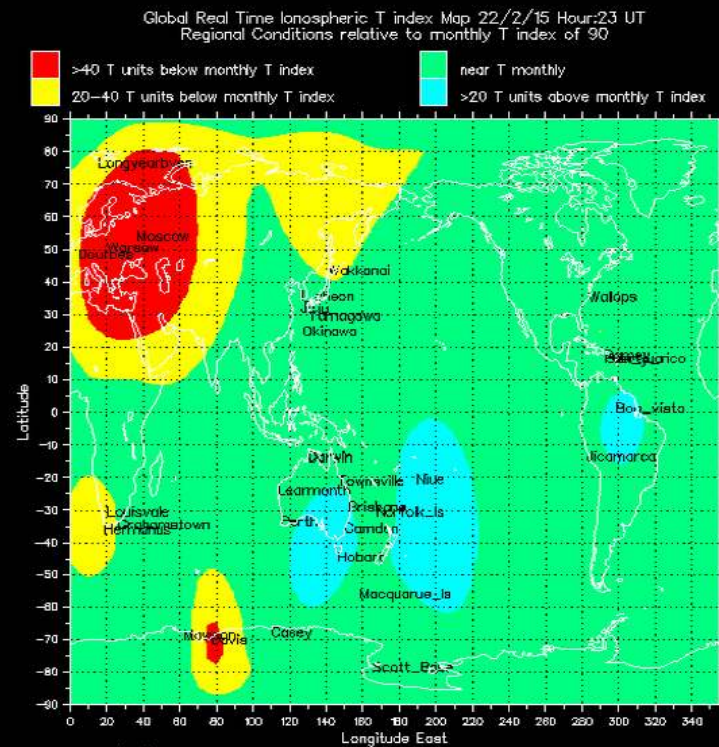 Global Real Time Ionospheric T index Map 22/2/15 Hour:23 UT
Regional Conditions relative to monthly T index of 90
>40 T units below monthly T index
near T monthly
20-40 T units below monthly T index
>20 T units above monthly T index
90
80
70
60
50
40
30
20
10
0
-10
-20
-30
-40
-50
-60
-70
-80
-90
Latitude
Moscow
Warsaw
Dourbes
Wakkanai
Yamagawa
Okinawa
Wallops
Boa_vista
Jicamarca
Darwin
Townsville
Niue
Learmonth
Brisbane
Norfolk_Is
Louisvale
Grahamstown
Hermanus
Perth
Camden
Hobart
Macquarue_Is
Casey
Davis
Scott_Base
0 20 40 60 80 100 120 140 160 180 200 220 240 260 280 300 320 340
Longitude East